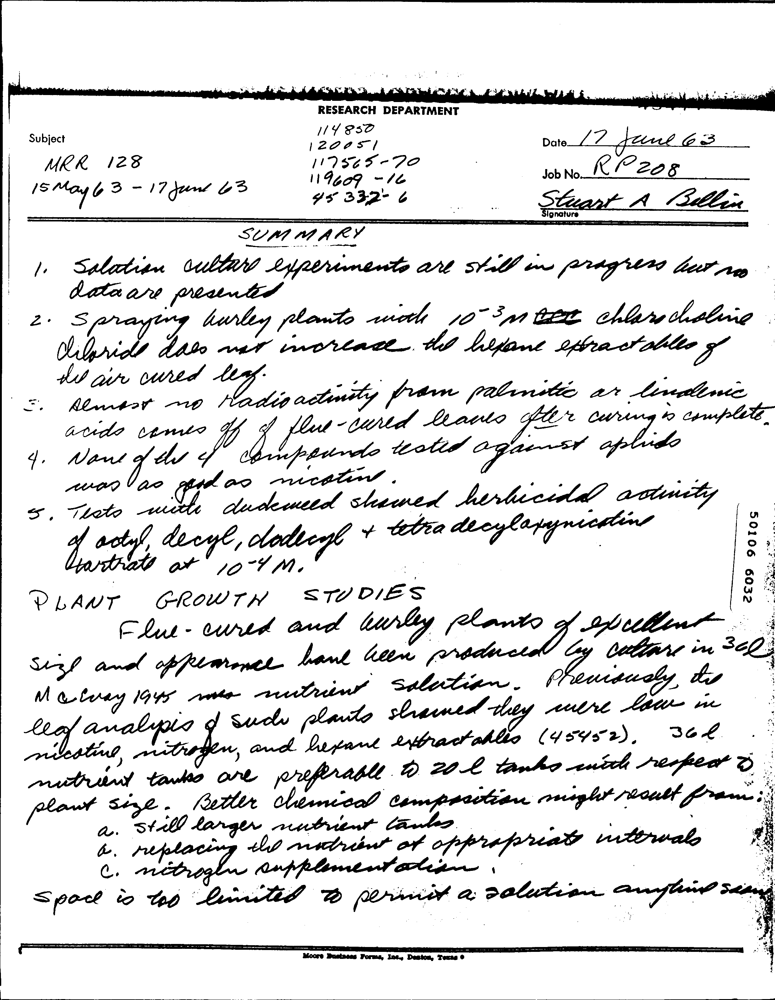 RESEARCH DEPARTMENT
Subject
MRR 128
15 May 63 - 17 June 63
114850
120051
117565-70
119609-16
45332-6
Date 17 June 63
Job No. RP208
Stuart A Bellin
Signature
SUMMARY
1. Solution culture experiments are still in progress but no
data are presented
2. Spraying burley plants with 10-3 M chlorocholine
chloride does not increase the hexane extractables of
the air cured leaf.
3. Almost no radioactivity from palmitic or linolenic
acids comes off of flue-cured leaves after curing is complete.
4. None of the 4 compounds tested against aphids
was as good as nicotine.
5. Tests with duckweed showed herbicidal activity
of octyl, decyl, dodecyl + tetradecyloxynicotine
tartrate at 10-4 M.
PLANT GROWTH STUDIES
Flue-cured and burley plants of excellent
size and appearance have been produced by culture in 36 l
McEvoy 1945 nutrient solution. Previously, the
leaf analysis of such plants showed they were low in
nicotine, nitrogen, and hexane extractables (45452). 36 l
nutrient tanks are preferable to 20 l tanks with respect to
plant size. Better chemical composition might result from:
a. Still larger nutrient tanks
b. replacing the nutrient at appropriate intervals
c. nitrogen supplementation.
Space is too limited to permit a solution anytime soon
50106 6032
Moore Business Forms, Inc., Denton, Texas